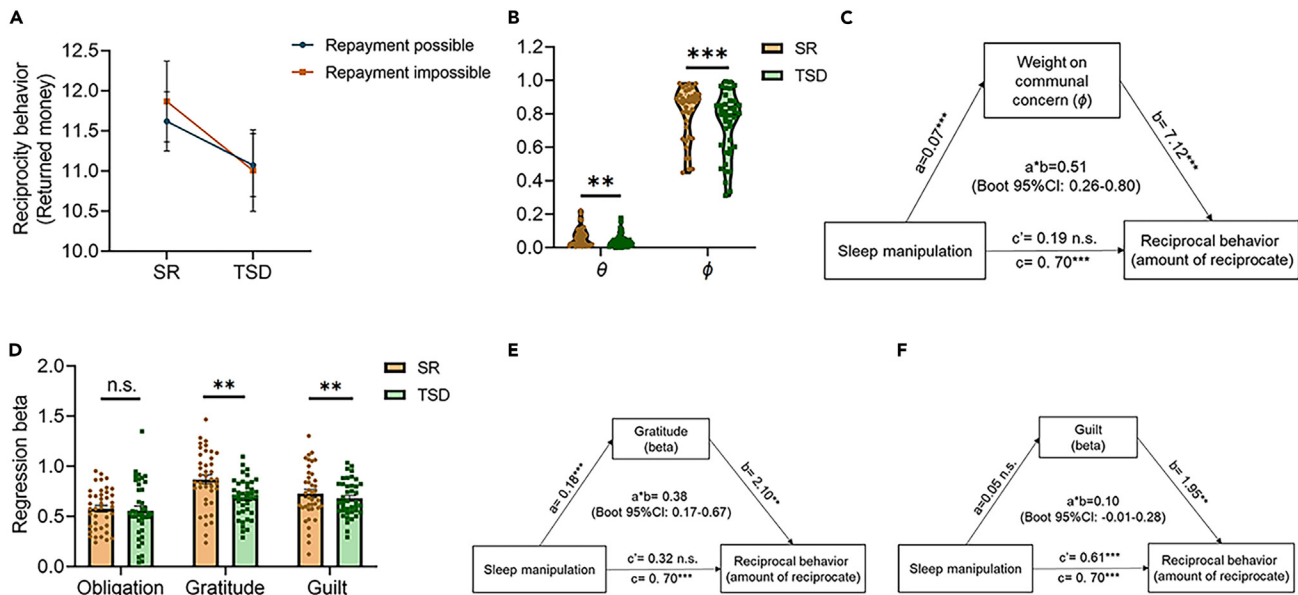 A
Reciprocity behavior
(Returned money)
12.5
12.0
11.5
11.0
10.5
10.0
SR
TSD
Repayment possible
Repayment impossible
B
1.2
1.0
0.8
0.6
0.4
0.2
0.0
**
***
θ
ϕ
SR
TSD
C
Weight on
communal
concern (ϕ)
a=0.07***
b= 7.12***
a*b=0.51
(Boot 95%CI: 0.26-0.80)
Sleep manipulation
c'= 0.19 n.s.
c= 0. 70***
Reciprocal behavior
(amount of reciprocate)
D
Regression beta
2.0
1.5
1.0
0.5
0.0
n.s.
**
**
Obligation
Gratitude
Guilt
SR
TSD
E
Gratitude
(beta)
a= 0.18***
b= 2.10**
a*b= 0.38
(Boot 95%CI: 0.17-0.67)
Sleep manipulation
c'= 0.32 n.s.
c= 0. 70***
Reciprocal behavior
(amount of reciprocate)
F
Guilt
(beta)
a=0.05 n.s.
b= 1.95**
a*b= 0.10
(Boot 95%CI: -0.01-0.28)
Sleep manipulation
c'= 0.61***
c= 0. 70***
Reciprocal behavior
(amount of reciprocate)